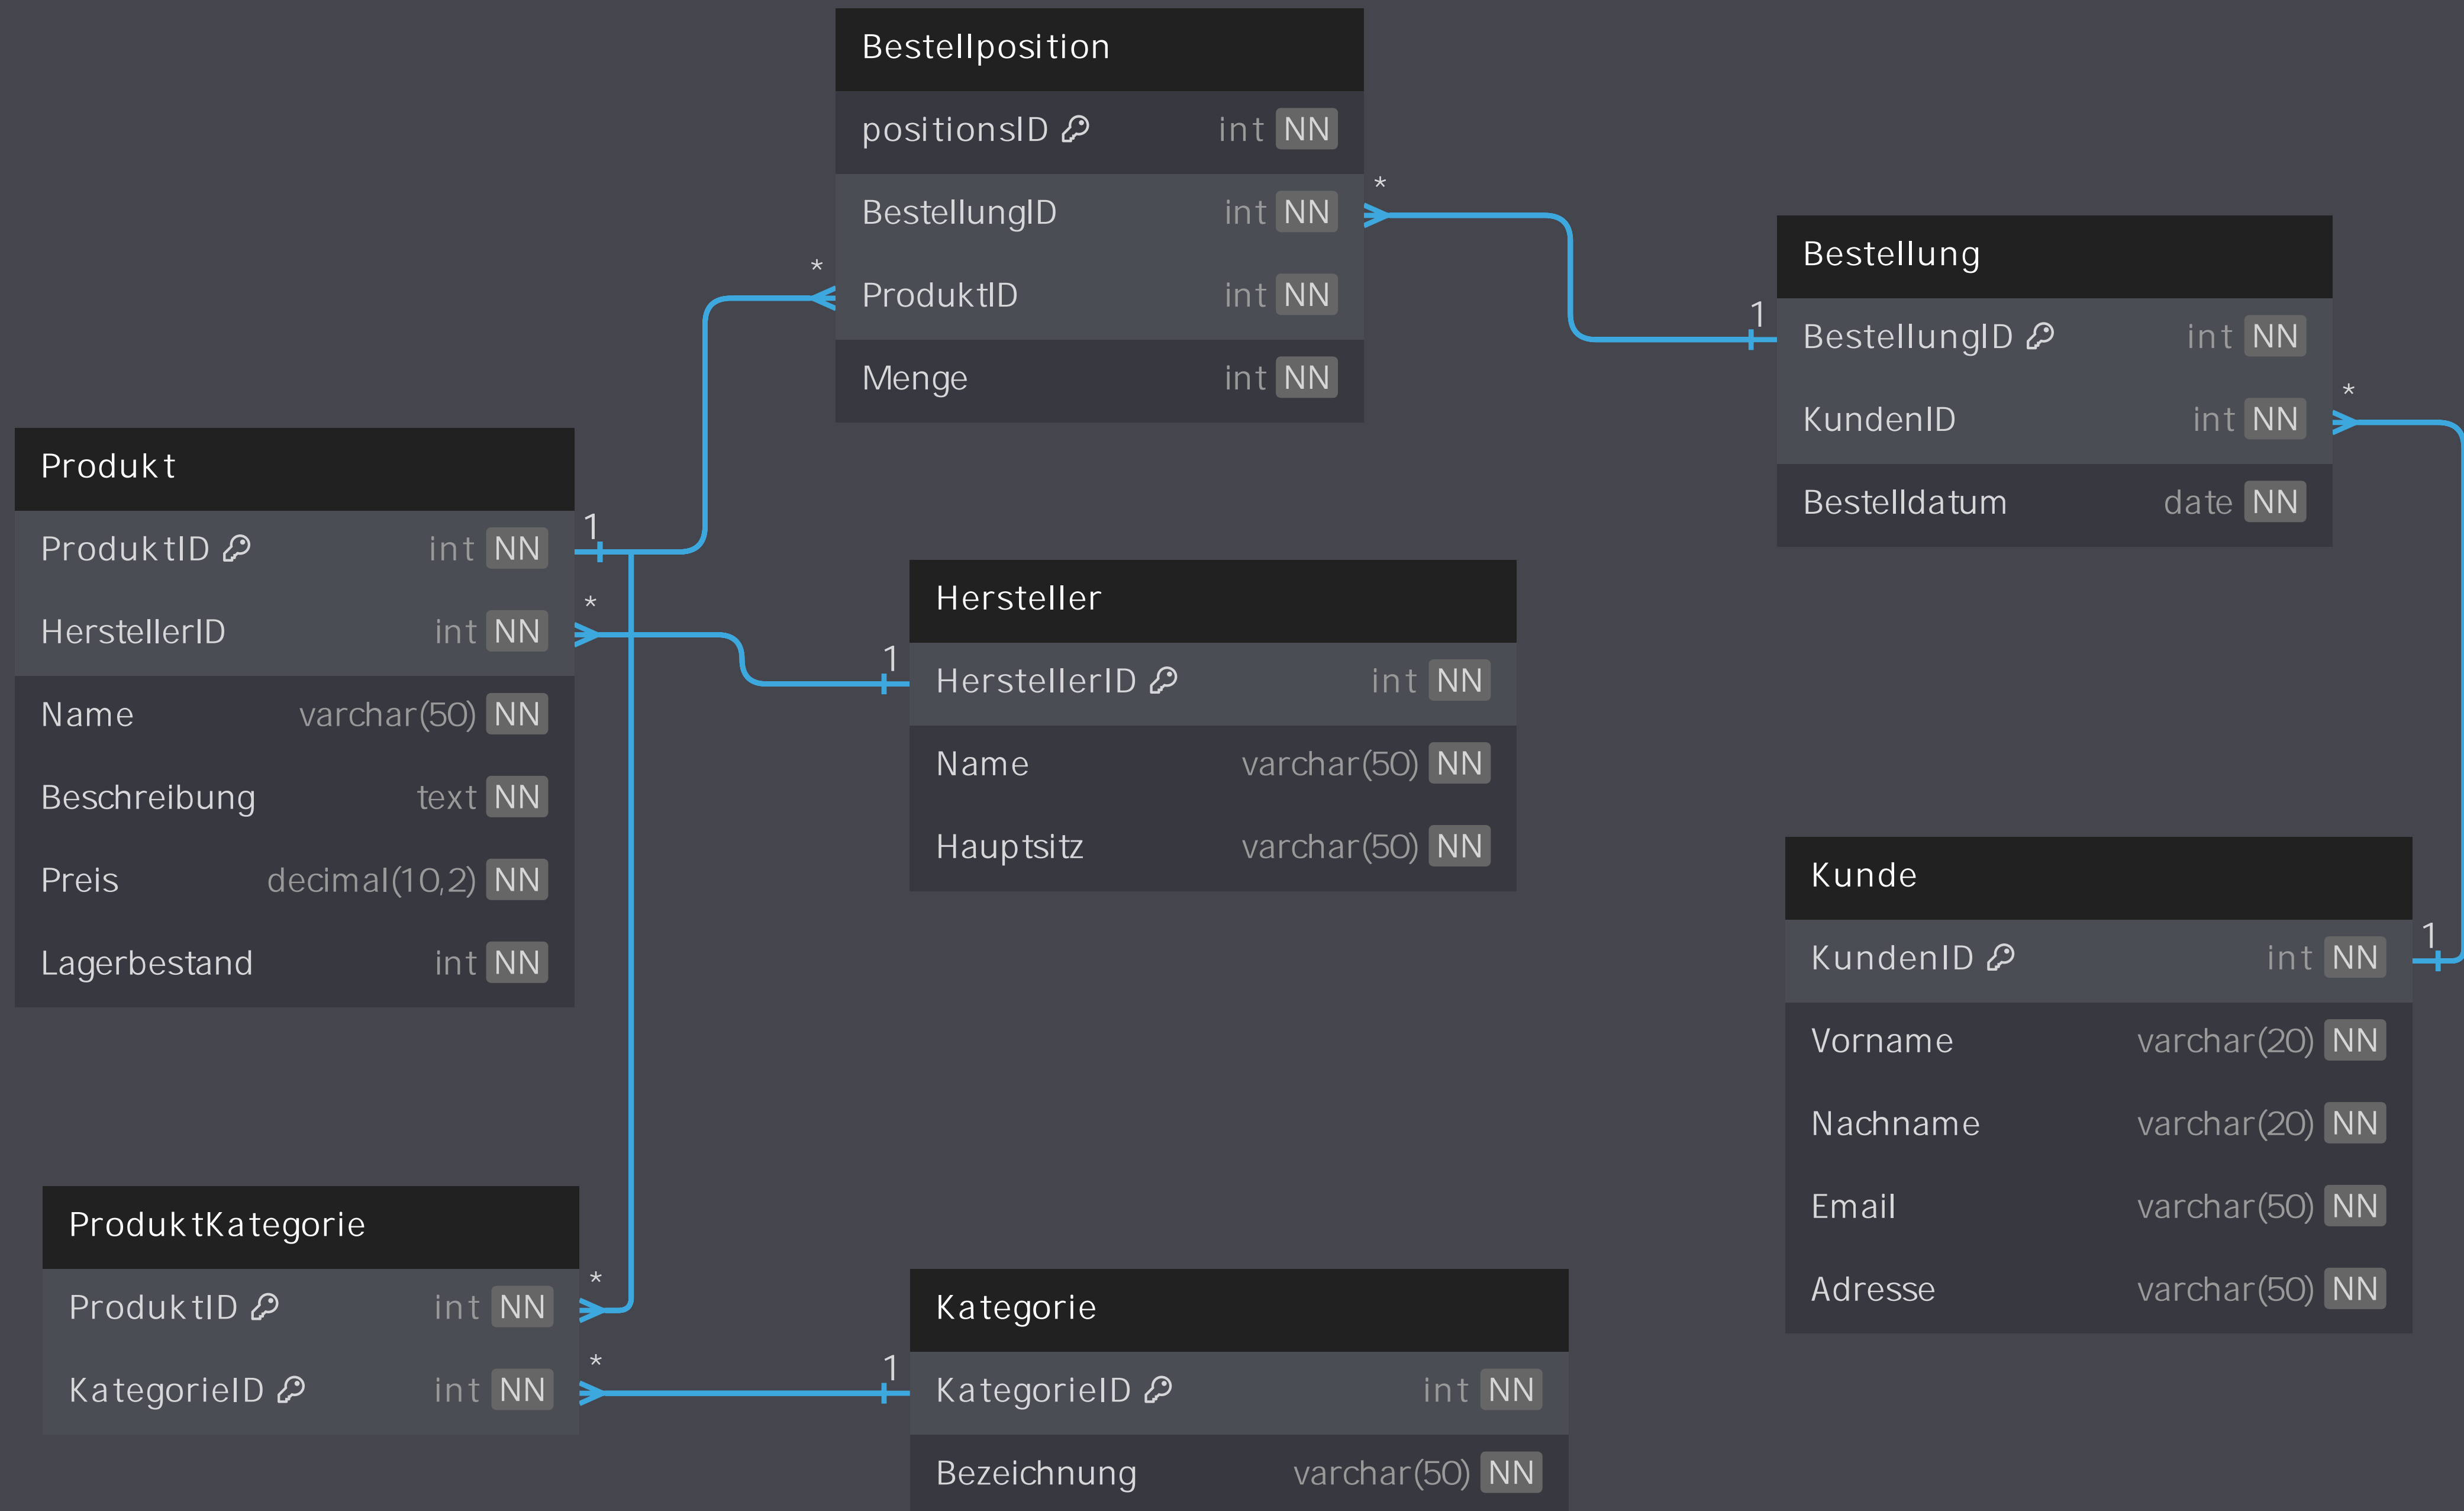 Bestellposition
positionsID int NN
*
BestellungID int NN
*
ProduktID int NN
Menge int NN
Bestellung
1
BestellungID int NN
*
KundenID int NN
Bestelldatum date NN
Produkt
1
ProduktID int NN
*
HerstellerID int NN
Name varchar(50) NN
Beschreibung text NN
Preis decimal(10,2) NN
Lagerbestand int NN
Hersteller
1
HerstellerID int NN
Name varchar(50) NN
Hauptsitz varchar(50) NN
Kunde
1
KundenID int NN
Vorname varchar(20) NN
Nachname varchar(20) NN
Email varchar(50) NN
Adresse varchar(50) NN
ProduktKategorie
*
ProduktID int NN
*
KategorieID int NN
Kategorie
1
KategorieID int NN
Bezeichnung varchar(50) NN